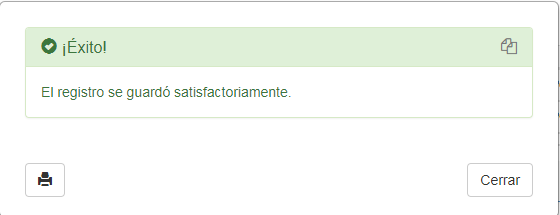 ¡Éxito!
El registro se guardó satisfactoriamente.
Cerrar